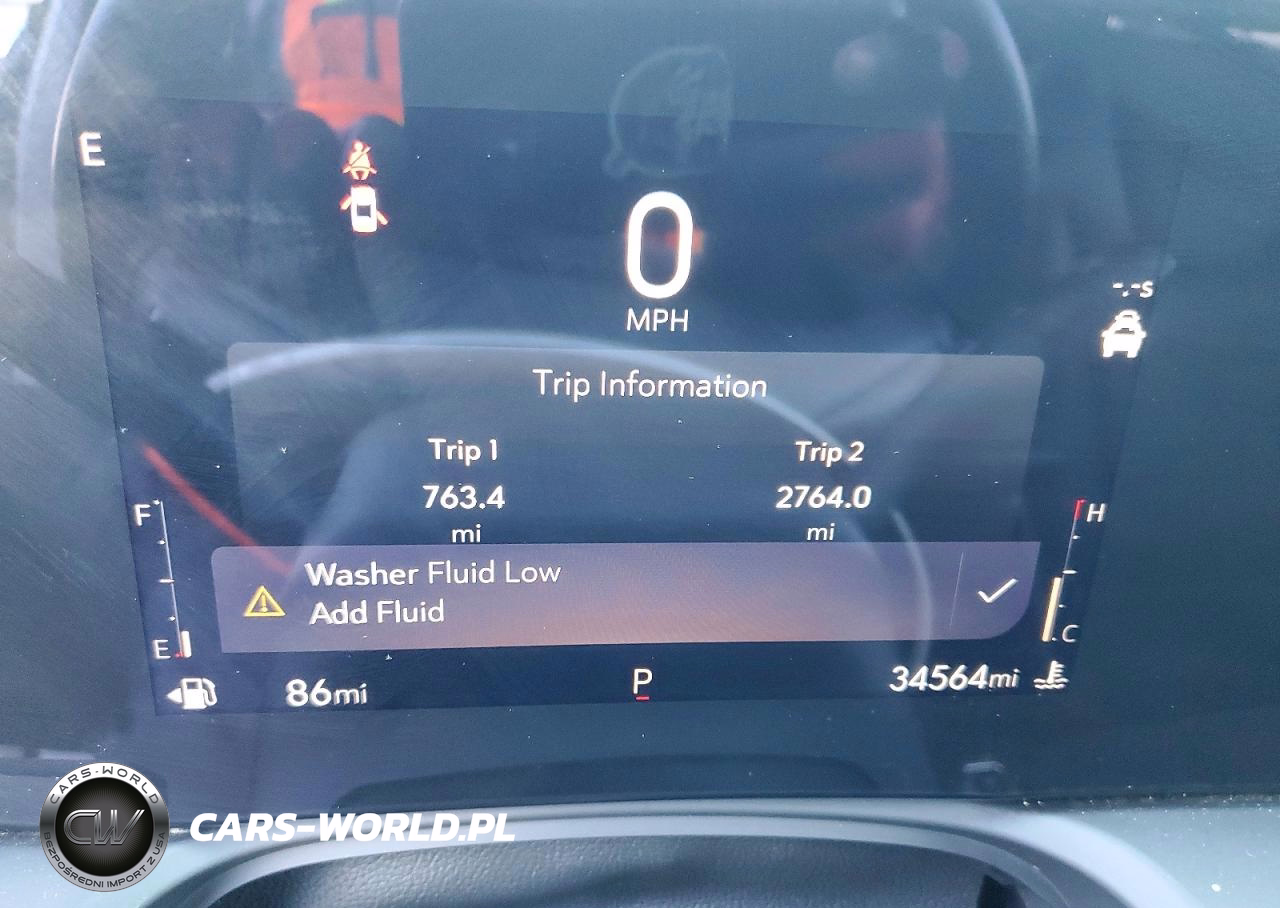 E
0
MPH
-.-s
Trip Information
Trip 1
Trip 2
763.4
2764.0
mi
mi
F
H
Washer Fluid Low
Add Fluid
E
C
86mi
P
34564mi
CARS-WORLD
CW
BEZPOŚREDNI IMPORT Z USA
CARS-WORLD.PL